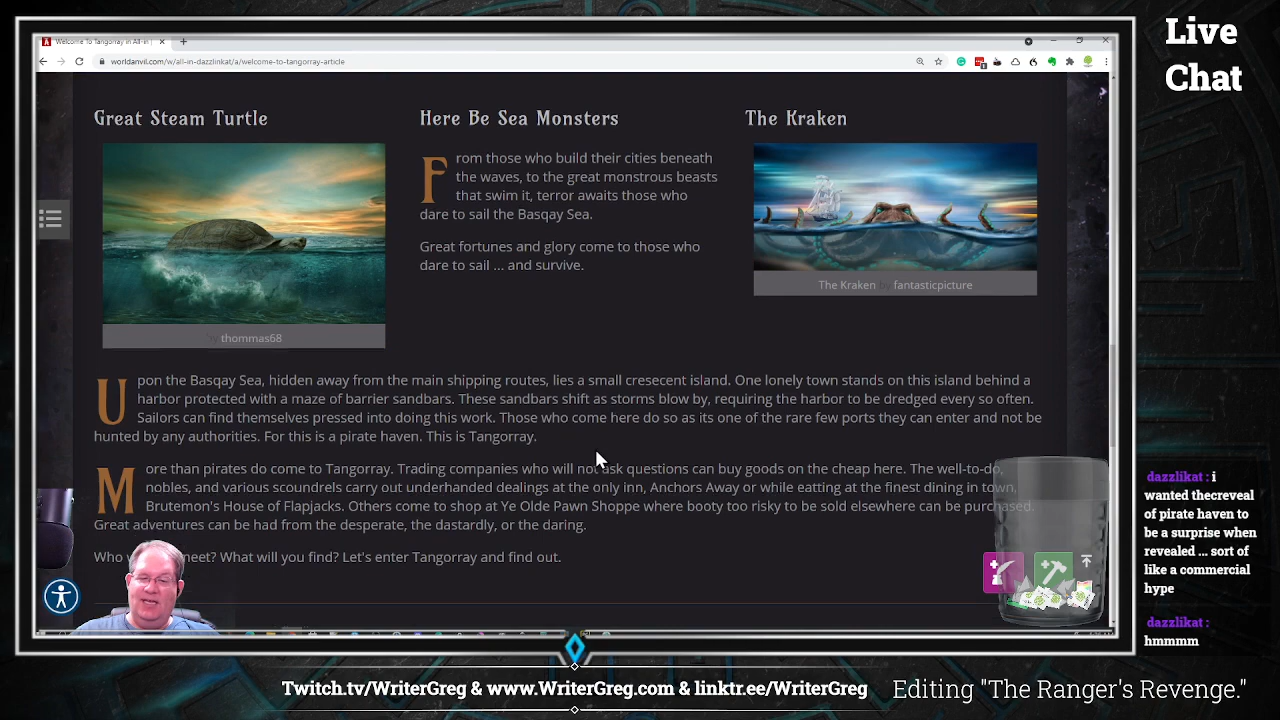 Welcome To Tangorray in All-in |
worldanvil.com/w/all-in-dazzlinkat/a/welcome-to-tangorray-article
Great Steam Turtle
thommas68
Here Be Sea Monsters
From those who build their cities beneath
the waves, to the great monstrous beasts
that swim it, terror awaits those who
dare to sail the Basqay Sea.
Great fortunes and glory come to those who
dare to sail ... and survive.
The Kraken
The Kraken by fantasticpicture
Upon the Basqay Sea, hidden away from the main shipping routes, lies a small cresecent island. One lonely town stands on this island behind a
harbor protected with a maze of barrier sandbars. These sandbars shift as storms blow by, requiring the harbor to be dredged every so often.
Sailors can find themselves pressed into doing this work. Those who come here do so as its one of the rare few ports they can enter and not be
hunted by any authorities. For this is a pirate haven. This is Tangorray.
More than pirates do come to Tangorray. Trading companies who will not ask questions can buy goods on the cheap here. The well-to-do,
nobles, and various scoundrels carry out underhanded dealings at the only inn, Anchors Away or while eatting at the finest dining in town,
Brutemon's House of Flapjacks. Others come to shop at Ye Olde Pawn Shoppe where booty too risky to be sold elsewhere can be purchased.
Great adventures can be had from the desperate, the dastardly, or the daring.
Who meet? What will you find? Let's enter Tangorray and find out.
Live
Chat
dazzlikat : i
wanted thecreveal
of pirate haven to
be a surprise when
revealed ... sort of
like a commercial
hype
dazzlikat :
hmmmm
Twitch.tv/WriterGreg & www.WriterGreg.com & linktr.ee/WriterGreg
Editing "The Ranger's Revenge."